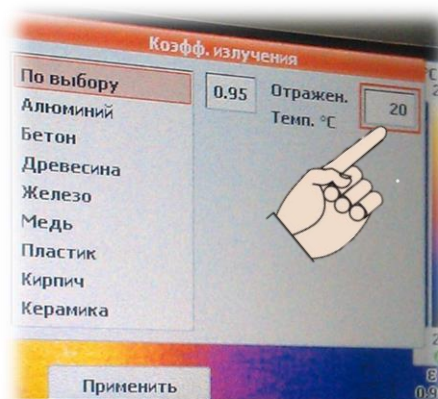 Коэфф. излучения
По выбору
0.95
Отражен.
Темп. °C
20
Алюминий
Бетон
Древесина
Железо
Медь
Пластик
Кирпич
Керамика
Применить